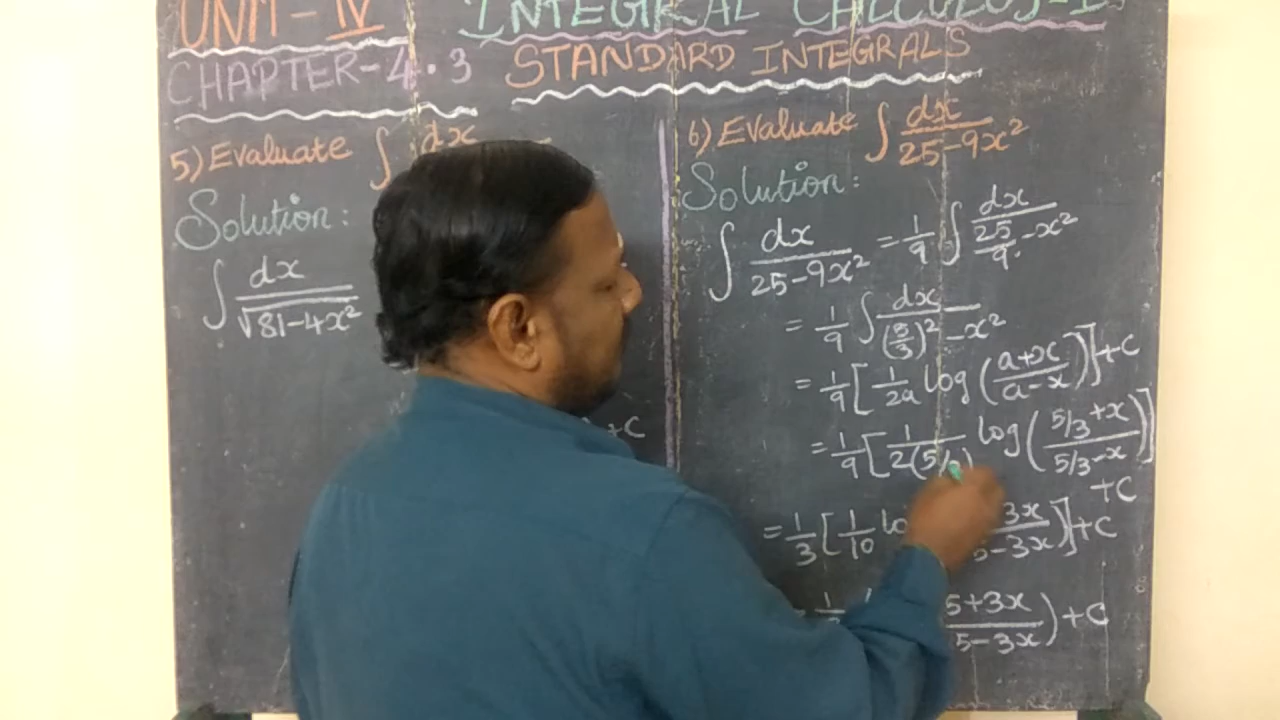 UNIT - IV INTEGRAL CALCULUS-I
CHAPTER-4.3 STANDARD INTEGRALS
5) Evaluate ∫ dx
Solution:
∫ dx / √81-4x²
+C
6) Evaluate ∫ dx / 25-9x²
Solution:
∫ dx / 25-9x² = 1/9 ∫ dx / 25/9 - x²
= 1/9 ∫ dx / (5/3)² - x²
= 1/9 [ 1/2a log (a+x / a-x) ] + C
= 1/9 [ 1/2(5/3) log ( 5/3+x / 5/3-x ) ]
+C
= 1/3 [ 1/10 lo 3x / 5-3x ) ] + C
5+3x / 5-3x ) + C